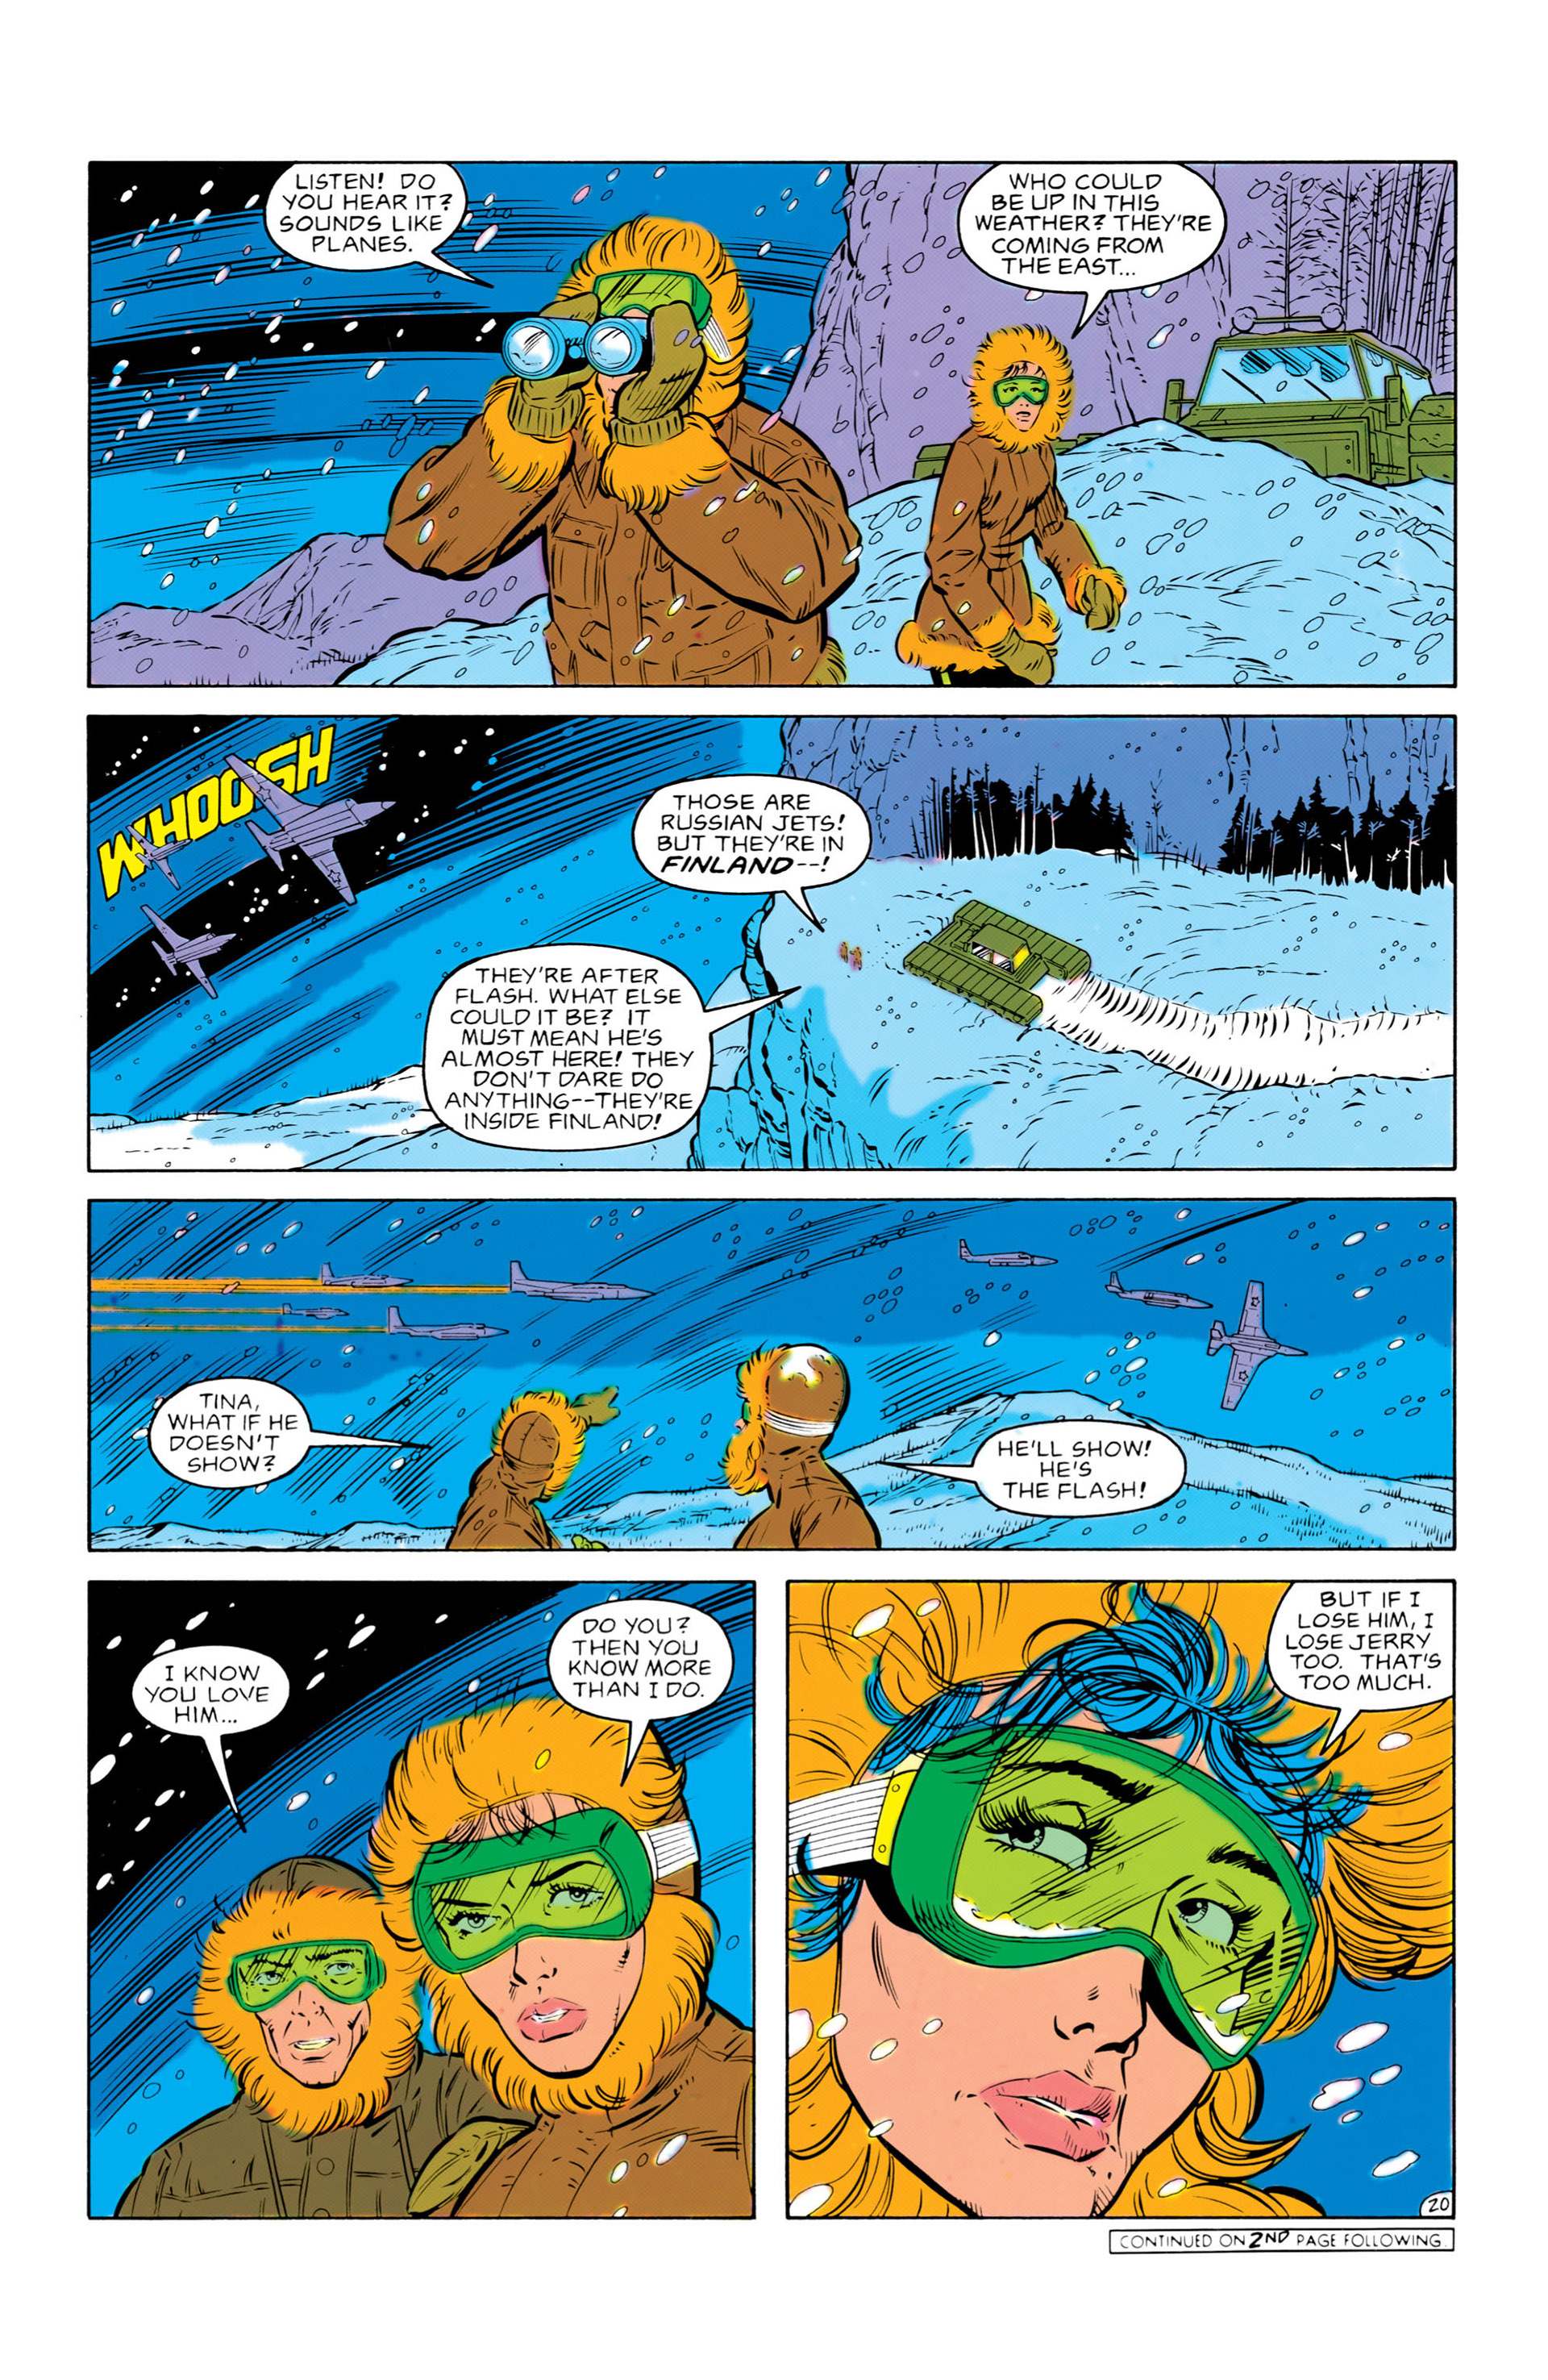 LISTEN! DO
YOU HEAR IT?
SOUNDS LIKE
PLANES.
WHO COULD
BE UP IN THIS
WEATHER? THEY'RE
COMING FROM
THE EAST...
WHOOSH
THOSE ARE
RUSSIAN JETS!
BUT THEY'RE IN
FINLAND--!
THEY'RE AFTER
FLASH. WHAT ELSE
COULD IT BE? IT
MUST MEAN HE'S
ALMOST HERE! THEY
DON'T DARE DO
ANYTHING--THEY'RE
INSIDE FINLAND!
TINA,
WHAT IF HE
DOESN'T
SHOW?
HE'LL SHOW!
HE'S
THE FLASH!
I KNOW
YOU LOVE
HIM...
DO YOU?
THEN YOU
KNOW MORE
THAN I DO.
BUT IF I
LOSE HIM, I
LOSE JERRY
TOO. THAT'S
TOO MUCH.
20
CONTINUED ON 2ND PAGE FOLLOWING.